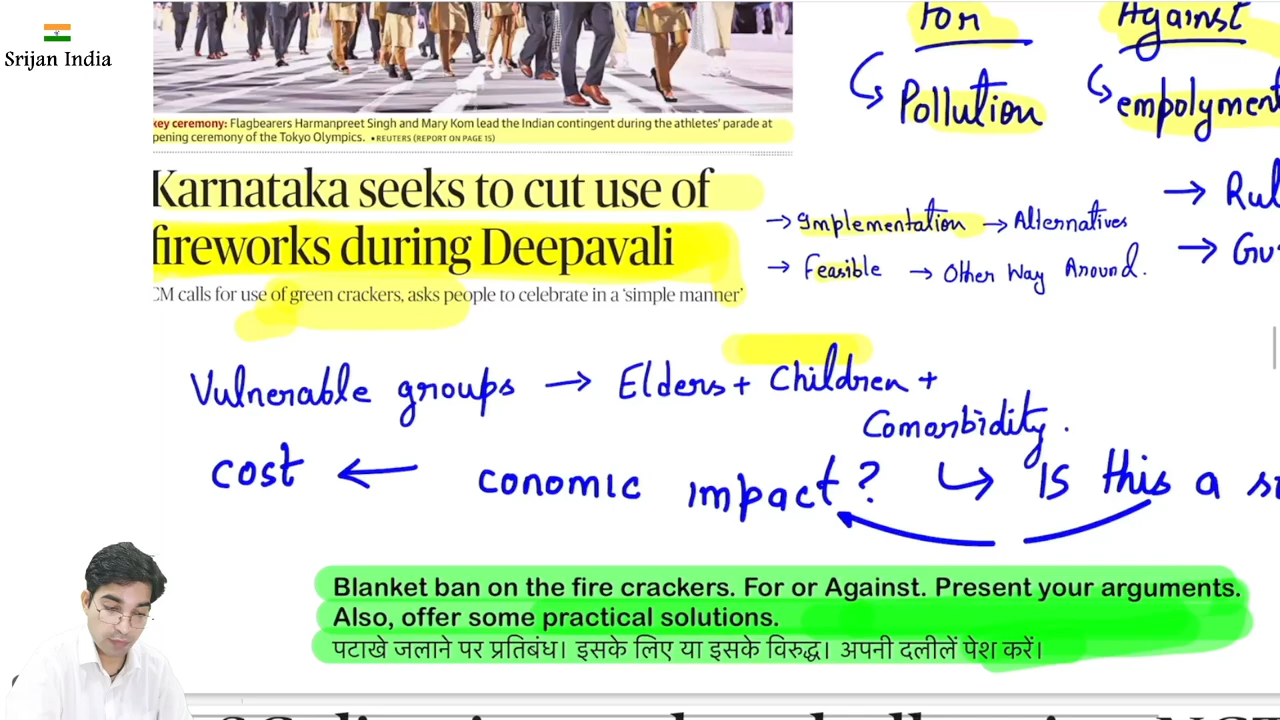 Srijan India
For
Against
Pollution
empolyment
key ceremony: Flagbearers Harmanpreet Singh and Mary Kom lead the Indian contingent during the athletes' parade at
pening ceremony of the Tokyo Olympics. • REUTERS (REPORT ON PAGE 15)
Karnataka seeks to cut use of
fireworks during Deepavali
CM calls for use of green crackers, asks people to celebrate in a 'simple manner'
→ Implementation → Alternatives
→ Feasible → Other Way Around.
→
→
Vulnerable groups → Elders + Children +
Comorbidity.
cost ← conomic impact? ↳ Is this a
Blanket ban on the fire crackers. For or Against. Present your arguments.
Also, offer some practical solutions.
पटाखे जलाने पर प्रतिबंध। इसके लिए या इसके विरुद्ध। अपनी दलीलें पेश करें।